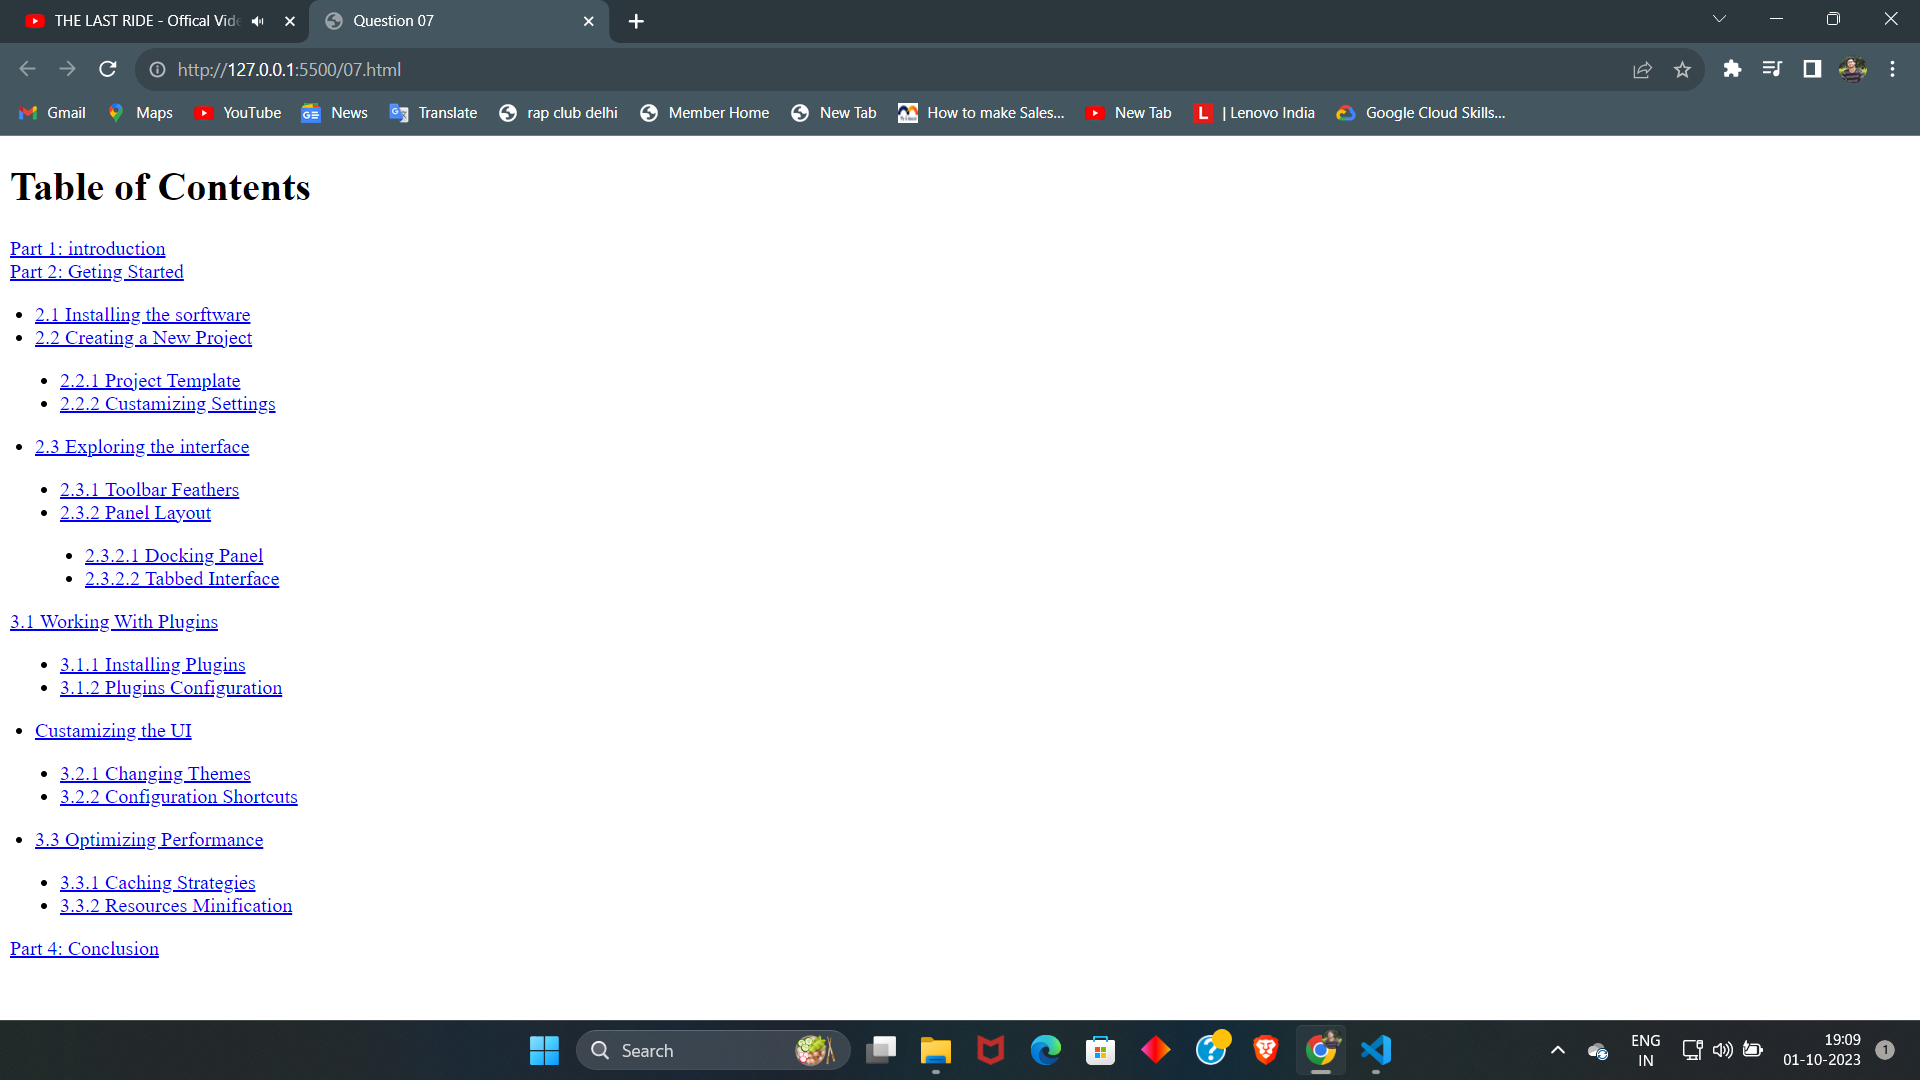 THE LAST RIDE - Offical Vide
Question 07
http://127.0.0.1:5500/07.html
Gmail
Maps
YouTube
News
Translate
rap club delhi
Member Home
New Tab
How to make Sales...
New Tab
| Lenovo India
Google Cloud Skills...
Table of Contents
Part 1: introduction
Part 2: Geting Started
2.1 Installing the sorftware
2.2 Creating a New Project
2.2.1 Project Template
2.2.2 Custamizing Settings
2.3 Exploring the interface
2.3.1 Toolbar Feathers
2.3.2 Panel Layout
2.3.2.1 Docking Panel
2.3.2.2 Tabbed Interface
3.1 Working With Plugins
3.1.1 Installing Plugins
3.1.2 Plugins Configuration
Custamizing the UI
3.2.1 Changing Themes
3.2.2 Configuration Shortcuts
3.3 Optimizing Performance
3.3.1 Caching Strategies
3.3.2 Resources Minification
Part 4: Conclusion
Search
ENG
IN
19:09
01-10-2023
1